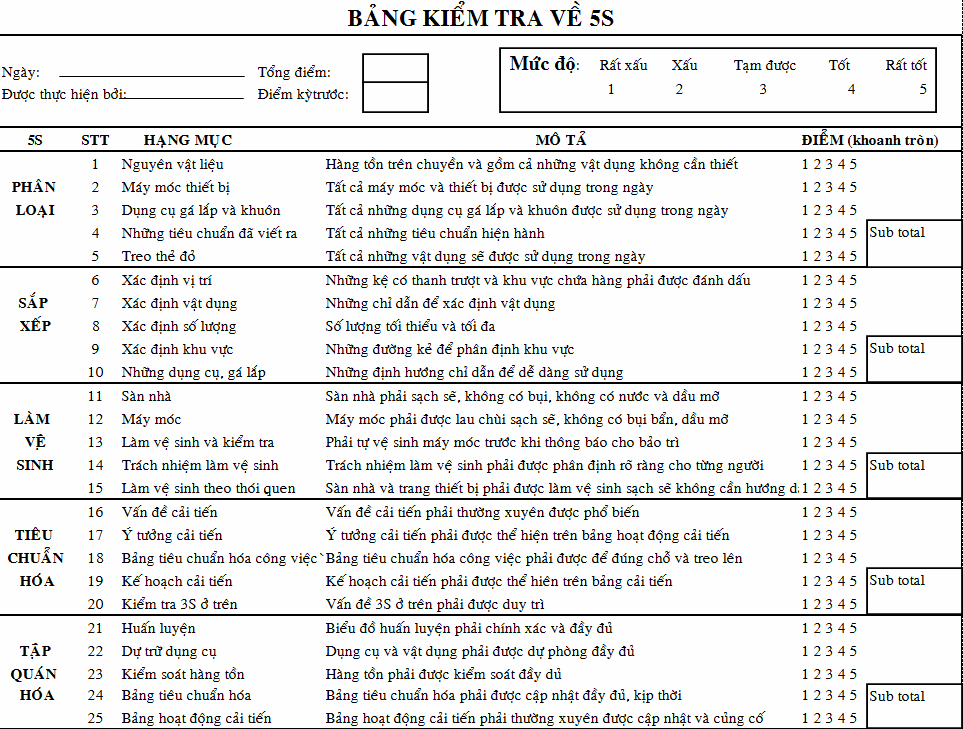 BẢNG KIỂM TRA VỀ 5S
Mức độ: Rất xấu Xấu Tạm được Tốt Rất tốt
Ngày: Tổng điểm:
1 2 3 4 5
Được thực hiện bởi: Điểm kỳtrước:
5S STT HẠNG MỤC MÔ TẢ ĐIỂM (khoanh tròn)
1 Nguyên vật liệu Hàng tồn trên chuyền và gồm cả những vật dụng không cần thiết 1 2 3 4 5
PHÂN 2 Máy móc thiết bị Tất cả máy móc và thiết bị được sử dụng trong ngày 1 2 3 4 5
LOẠI 3 Dụng cụ gá lắp và khuôn Tất cả những dụng cụ gá lắp và khuôn được sử dụng trong ngày 1 2 3 4 5
4 Những tiêu chuẩn đã viết ra Tất cả những tiêu chuẩn hiện hành 1 2 3 4 5 Sub total
5 Treo thẻ đỏ Tất cả những vật dụng sẽ được sử dụng trong ngày 1 2 3 4 5
6 Xác định vị trí Những kệ có thanh trượt và khu vực chứa hàng phải được đánh dấu 1 2 3 4 5
SẮP 7 Xác định vật dụng Những chỉ dẫn để xác định vật dụng 1 2 3 4 5
XẾP 8 Xác định số lượng Số lượng tối thiểu và tối đa 1 2 3 4 5
9 Xác định khu vực Những đường kẻ để phân định khu vực 1 2 3 4 5 Sub total
10 Những dụng cụ, gá lắp Những định hướng chỉ dẫn để dể dàng sử dụng 1 2 3 4 5
11 Sàn nhà Sàn nhà phải sạch sẽ, không có bụi, không có nước và dầu mỡ 1 2 3 4 5
LÀM 12 Máy móc Máy móc phải được lau chùi sạch sẽ, không có bụi bẩn, dầu mỡ 1 2 3 4 5
VỆ 13 Làm vệ sinh và kiểm tra Phải tự vệ sinh máy móc trước khi thông báo cho bảo trì 1 2 3 4 5
SINH 14 Trách nhiệm làm vệ sinh Trách nhiệm làm vệ sinh phải được phân định rõ ràng cho từng người 1 2 3 4 5 Sub total
15 Làm vệ sinh theo thói quen Sàn nhà và trang thiết bị phải được làm vệ sinh sạch sẽ không cần hướng d 1 2 3 4 5
16 Vấn đề cải tiến Vấn đề cải tiến phải thường xuyên được phổ biến 1 2 3 4 5
TIÊU 17 Ý tưởng cải tiến Ý tưởng cải tiến phải được thể hiện trên bảng hoạt động cải tiến 1 2 3 4 5
CHUẨN 18 Bảng tiêu chuẩn hóa công việc Bảng tiêu chuẩn hóa công việc phải được để đúng chỗ và treo lên 1 2 3 4 5
HÓA 19 Kế hoạch cải tiến Kế hoạch cải tiến phải được thể hiên trên bảng cải tiến 1 2 3 4 5 Sub total
20 Kiểm tra 3S ở trên Vấn đề 3S ở trên phải được duy trì 1 2 3 4 5
21 Huấn luyện Biểu đồ huấn luyện phải chính xác và đầy đủ 1 2 3 4 5
TẬP 22 Dự trữ dụng cụ Dụng cụ và vật dụng phải được dự phòng đầy đủ 1 2 3 4 5
QUÁN 23 Kiểm soát hàng tồn Hàng tồn phải được kiểm soát đầy dủ 1 2 3 4 5
HÓA 24 Bảng tiêu chuẩn hóa Bảng tiêu chuẩn hóa phải được cập nhật đầy đủ, kịp thời 1 2 3 4 5 Sub total
25 Bảng hoạt động cải tiến Bảng hoạt động cải tiến phải thường xuyên được cập nhật và củng cố 1 2 3 4 5